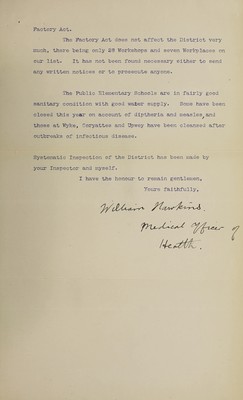 Factory Act.
The Factory Act does not affect the District very
much, there being only 28 Workshops and seven Workplaces on
our list. It has not been found necessary either to send
any written notices or to prosecute anyone.
The Public Elementary Schools are in fairly good
sanitary condition with good water supply. Some have been
closed this year on account of diptheria and measles, and
those at Wyke, Corpatten and Upwey have been cleansed after
outbreaks of infectious disease.
Systematic Inspection of the District has been made by
your Inspector and myself.
I have the honour to remain gentlemen,
Yours faithfully,
William Hawkins.
Medical Officer of
Health.